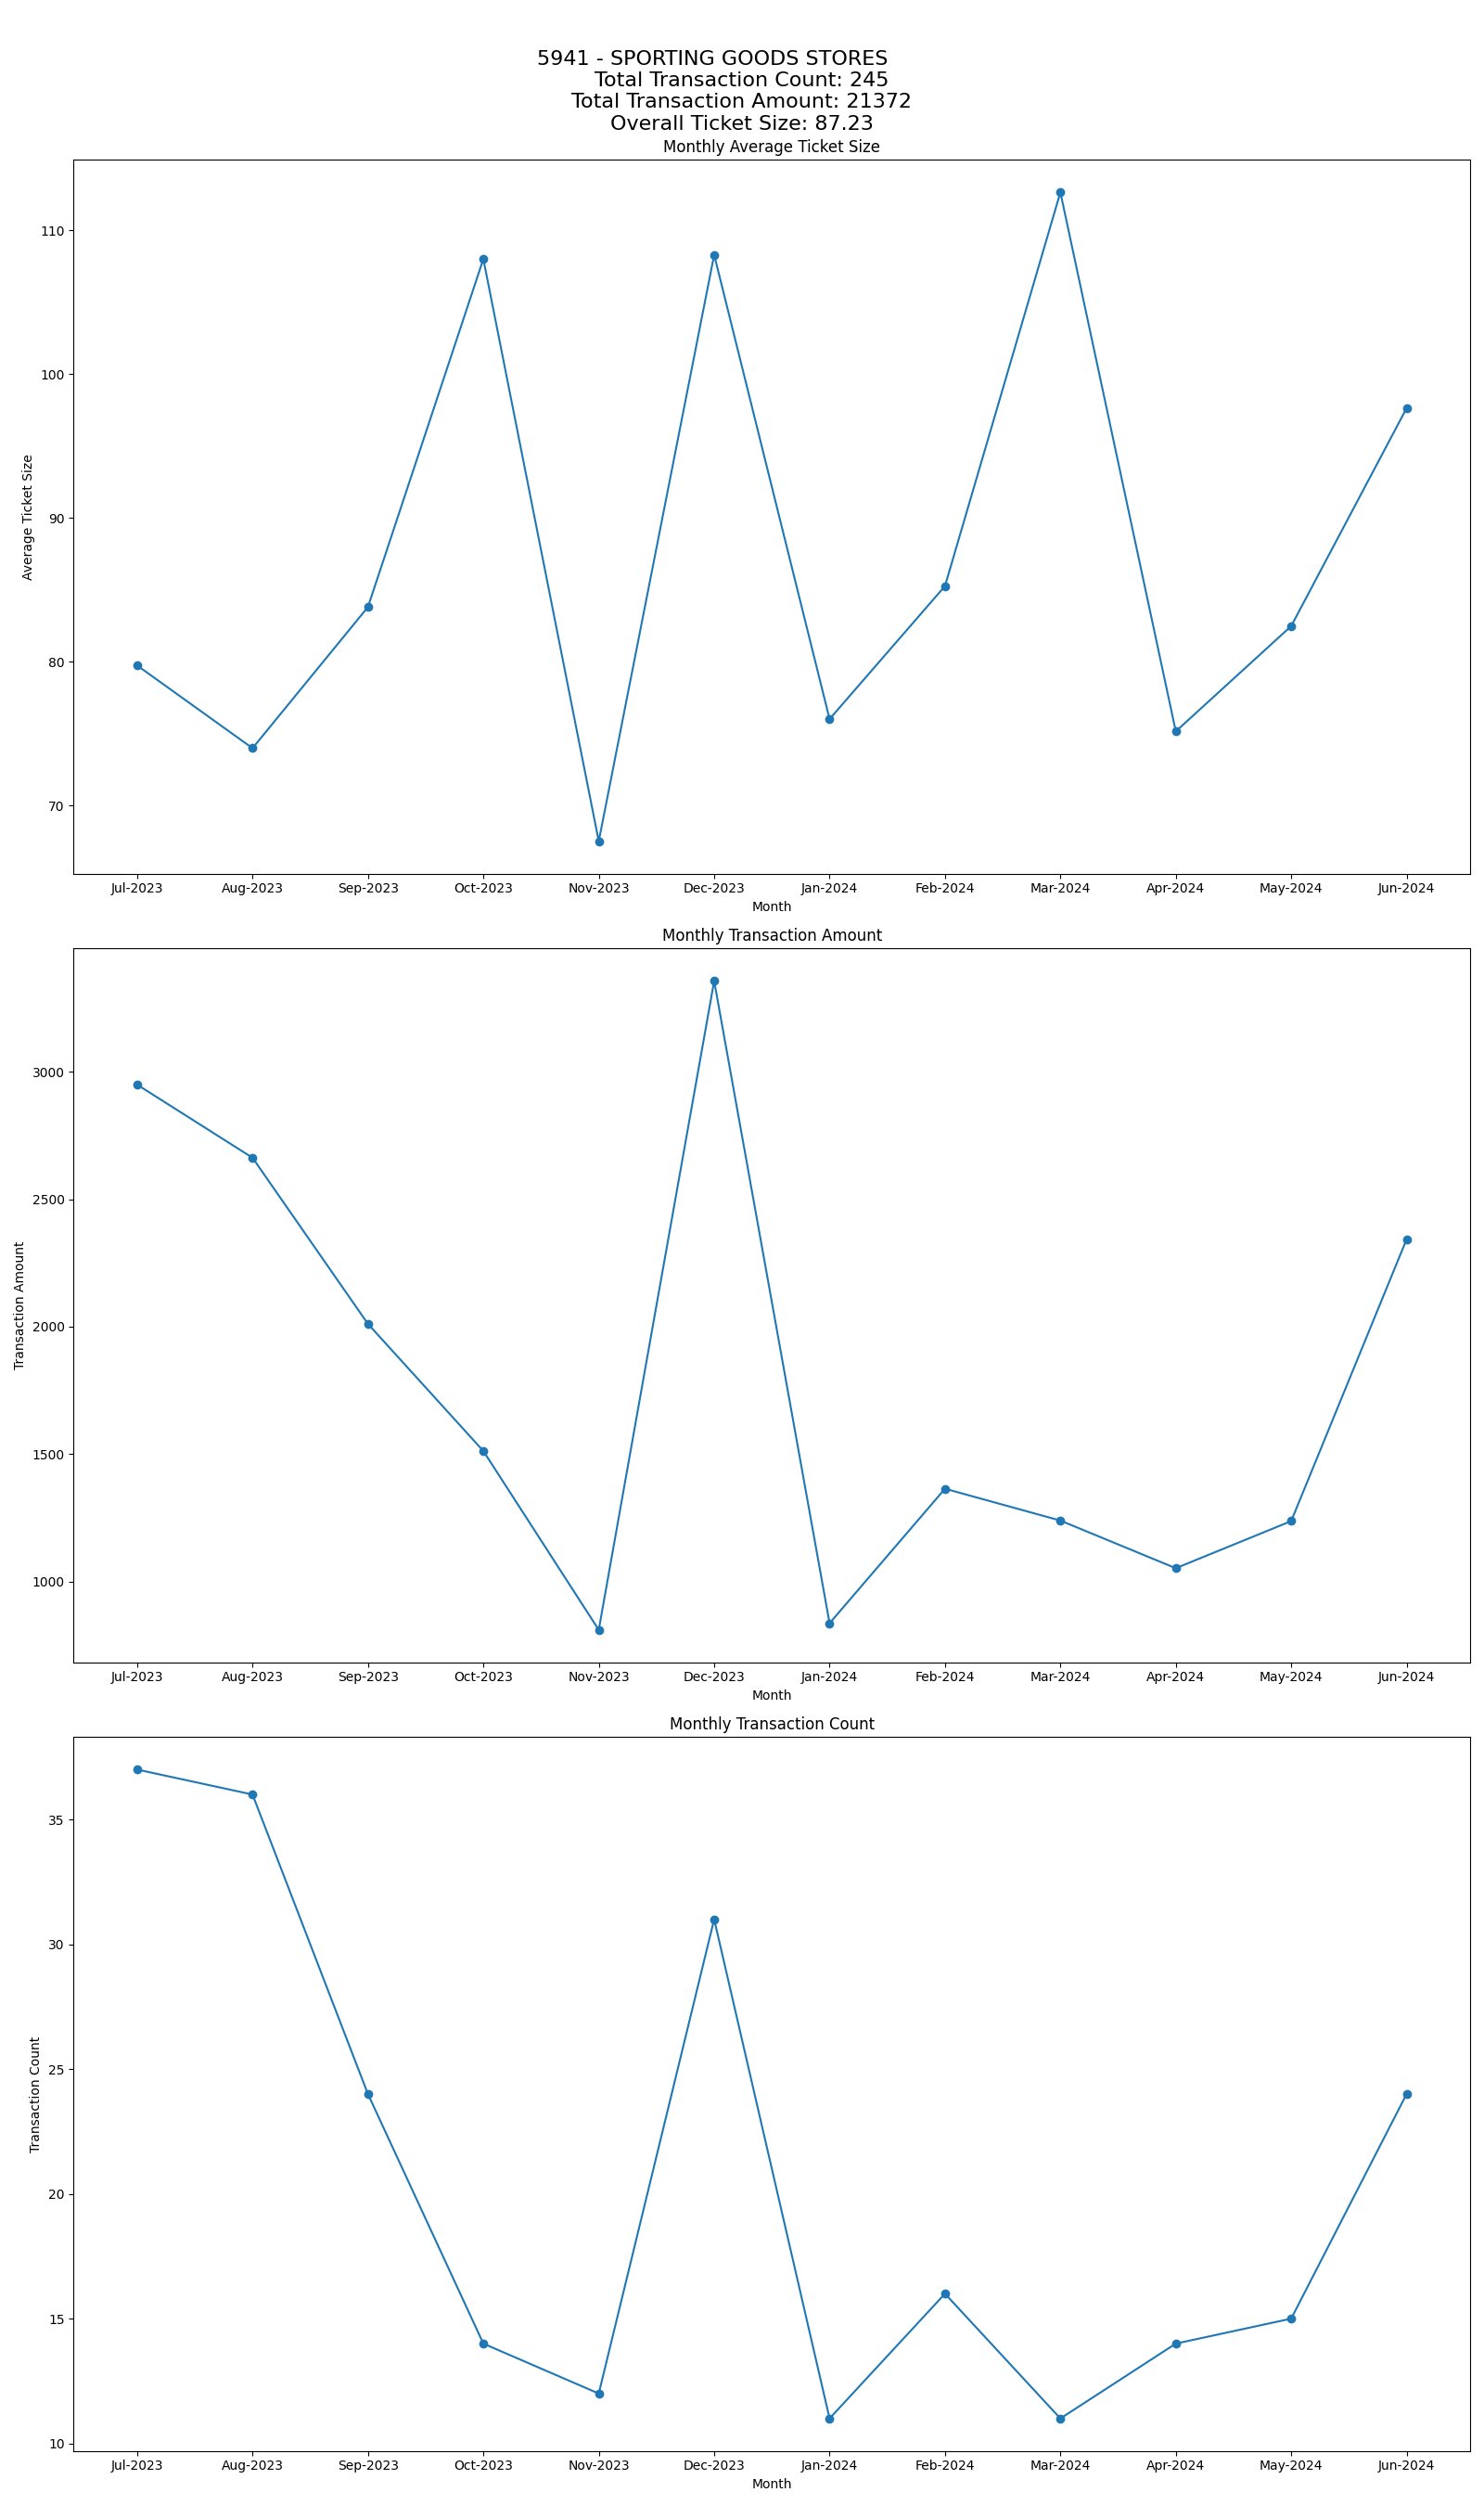 5941 - SPORTING GOODS STORES
Total Transaction Count: 245
Total Transaction Amount: 21372
Overall Ticket Size: 87.23
Monthly Average Ticket Size
110
100
90
80
70
Average Ticket Size
Jul-2023 Aug-2023 Sep-2023 Oct-2023 Nov-2023 Dec-2023 Jan-2024 Feb-2024 Mar-2024 Apr-2024 May-2024 Jun-2024
Month
Monthly Transaction Amount
3000
2500
2000
1500
1000
Transaction Amount
Jul-2023 Aug-2023 Sep-2023 Oct-2023 Nov-2023 Dec-2023 Jan-2024 Feb-2024 Mar-2024 Apr-2024 May-2024 Jun-2024
Month
Monthly Transaction Count
35
30
25
20
15
10
Transaction Count
Jul-2023 Aug-2023 Sep-2023 Oct-2023 Nov-2023 Dec-2023 Jan-2024 Feb-2024 Mar-2024 Apr-2024 May-2024 Jun-2024
Month